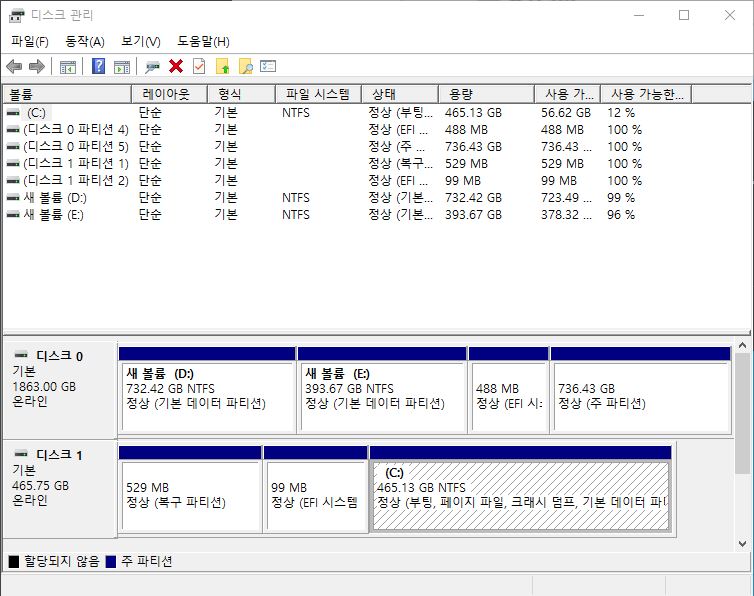 디스크 관리
파일(F) 동작(A) 보기(V) 도움말(H)
볼륨 레이아웃 형식 파일 시스템 상태 용량 사용 가... 사용 가능한...
(C:) 단순 기본 NTFS 정상 (부팅... 465.13 GB 56.62 GB 12 %
(디스크 0 파티션 4) 단순 기본 정상 (EFI ... 488 MB 488 MB 100 %
(디스크 0 파티션 5) 단순 기본 정상 (주 ... 736.43 GB 736.43 ... 100 %
(디스크 1 파티션 1) 단순 기본 정상 (복구... 529 MB 529 MB 100 %
(디스크 1 파티션 2) 단순 기본 정상 (EFI ... 99 MB 99 MB 100 %
새 볼륨 (D:) 단순 기본 NTFS 정상 (기본... 732.42 GB 723.49 ... 99 %
새 볼륨 (E:) 단순 기본 NTFS 정상 (기본... 393.67 GB 378.32 ... 96 %
디스크 0
기본
1863.00 GB
온라인
새 볼륨 (D:)
732.42 GB NTFS
정상 (기본 데이터 파티션)
새 볼륨 (E:)
393.67 GB NTFS
정상 (기본 데이터 파티션)
488 MB
정상 (EFI 시:
736.43 GB
정상 (주 파티션)
디스크 1
기본
465.75 GB
온라인
529 MB
정상 (복구 파티션)
99 MB
정상 (EFI 시스템
(C:)
465.13 GB NTFS
정상 (부팅, 페이지 파일, 크래시 덤프, 기본 데이터 파
할당되지 않음 주 파티션